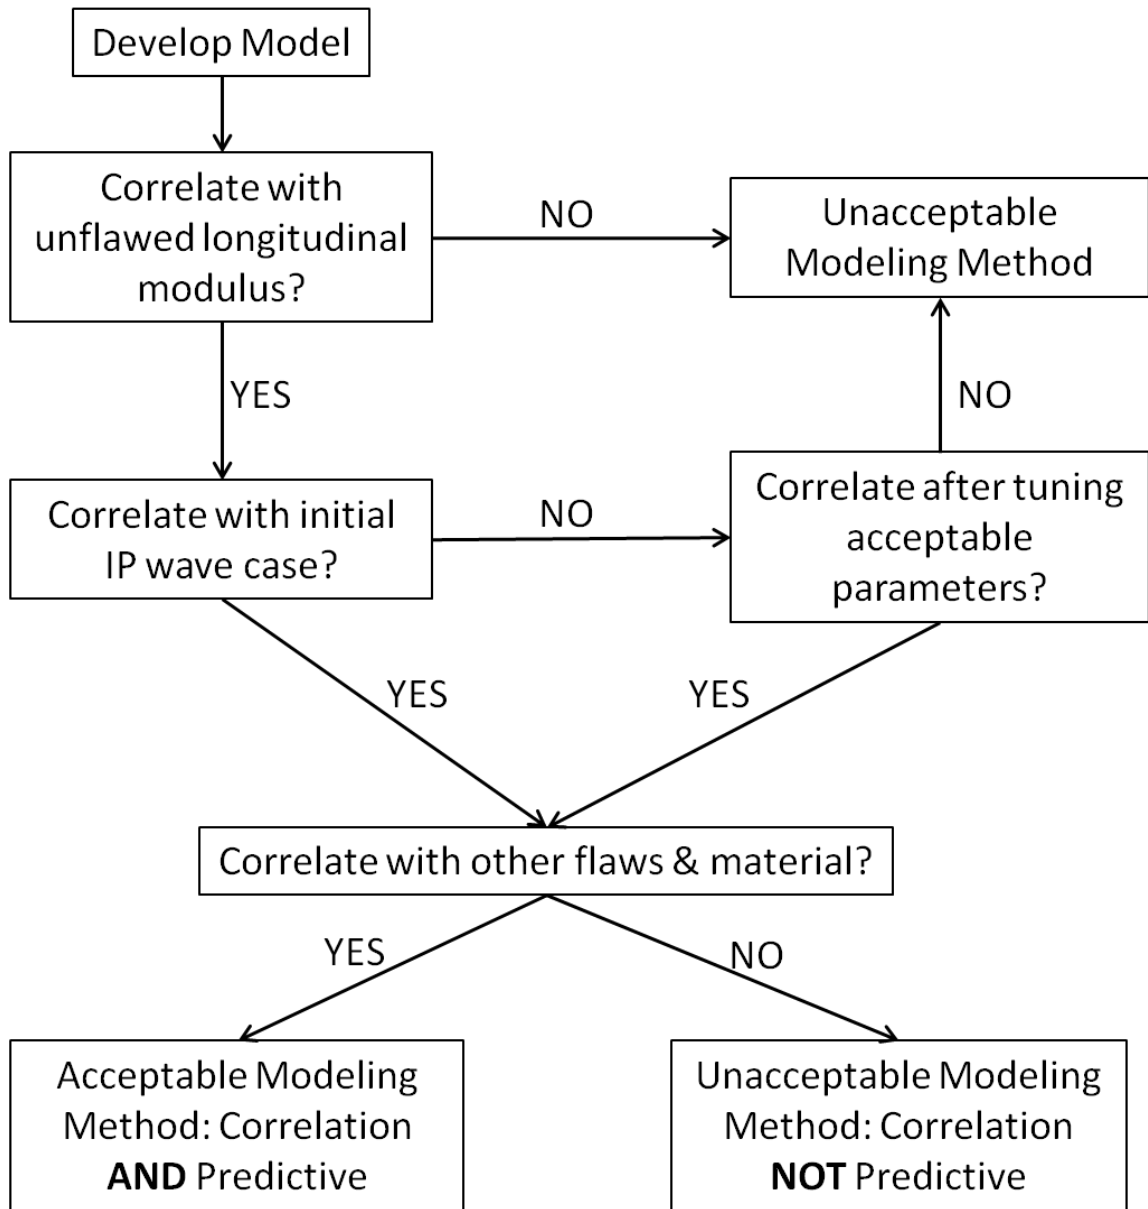 Develop Model
Correlate with
unflawed longitudinal
modulus?
NO
Unacceptable
Modeling Method
YES
NO
Correlate with initial
IP wave case?
NO
Correlate after tuning
acceptable
parameters?
YES
YES
Correlate with other flaws & material?
YES
NO
Acceptable Modeling
Method: Correlation
AND Predictive
Unacceptable Modeling
Method: Correlation
NOT Predictive